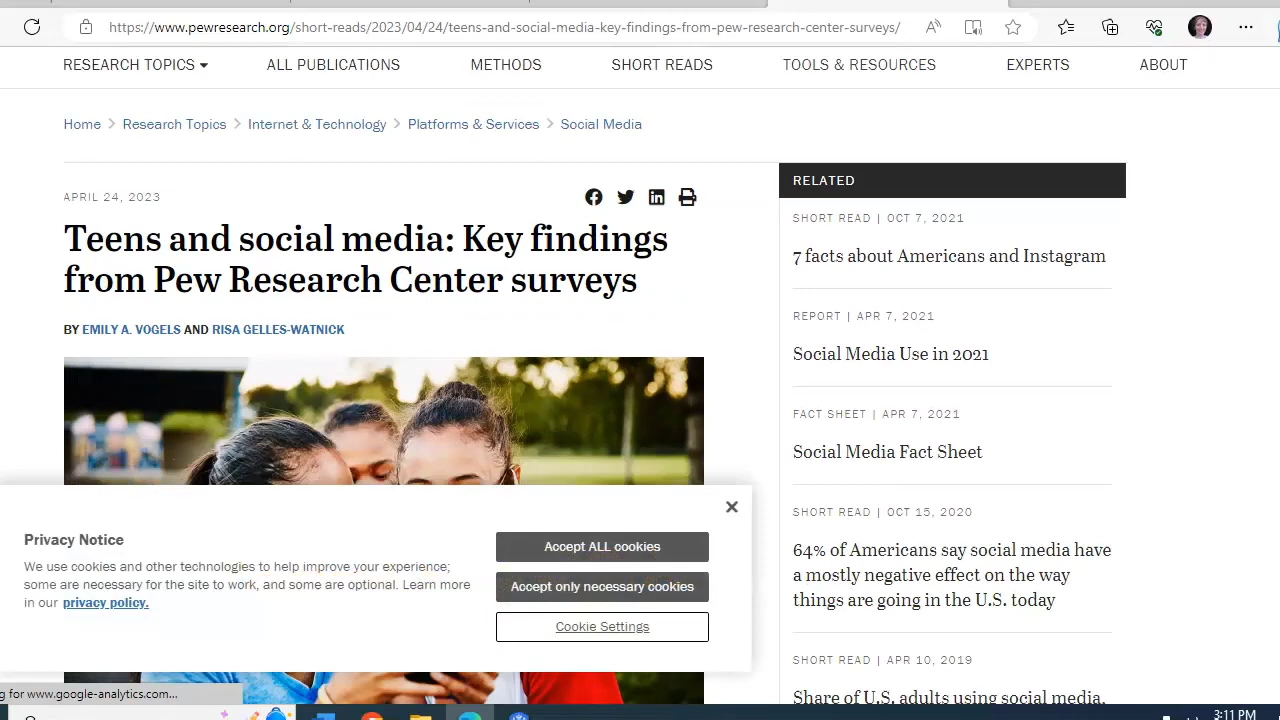 https://www.pewresearch.org/short-reads/2023/04/24/teens-and-social-media-key-findings-from-pew-research-center-surveys/
RESEARCH TOPICS
ALL PUBLICATIONS
METHODS
SHORT READS
TOOLS & RESOURCES
EXPERTS
ABOUT
Home > Research Topics > Internet & Technology > Platforms & Services > Social Media
APRIL 24, 2023
Teens and social media: Key findings
from Pew Research Center surveys
BY EMILY A. VOGELS AND RISA GELLES-WATNICK
RELATED
SHORT READ | OCT 7, 2021
7 facts about Americans and Instagram
REPORT | APR 7, 2021
Social Media Use in 2021
FACT SHEET | APR 7, 2021
Social Media Fact Sheet
SHORT READ | OCT 15, 2020
64% of Americans say social media have
a mostly negative effect on the way
things are going in the U.S. today
SHORT READ | APR 10, 2019
Share of U.S. adults using social media,
Privacy Notice
We use cookies and other technologies to help improve your experience;
some are necessary for the site to work, and some are optional. Learn more
in our privacy policy.
Accept ALL cookies
Accept only necessary cookies
Cookie Settings
g for www.google-analytics.com...
3:11 PM